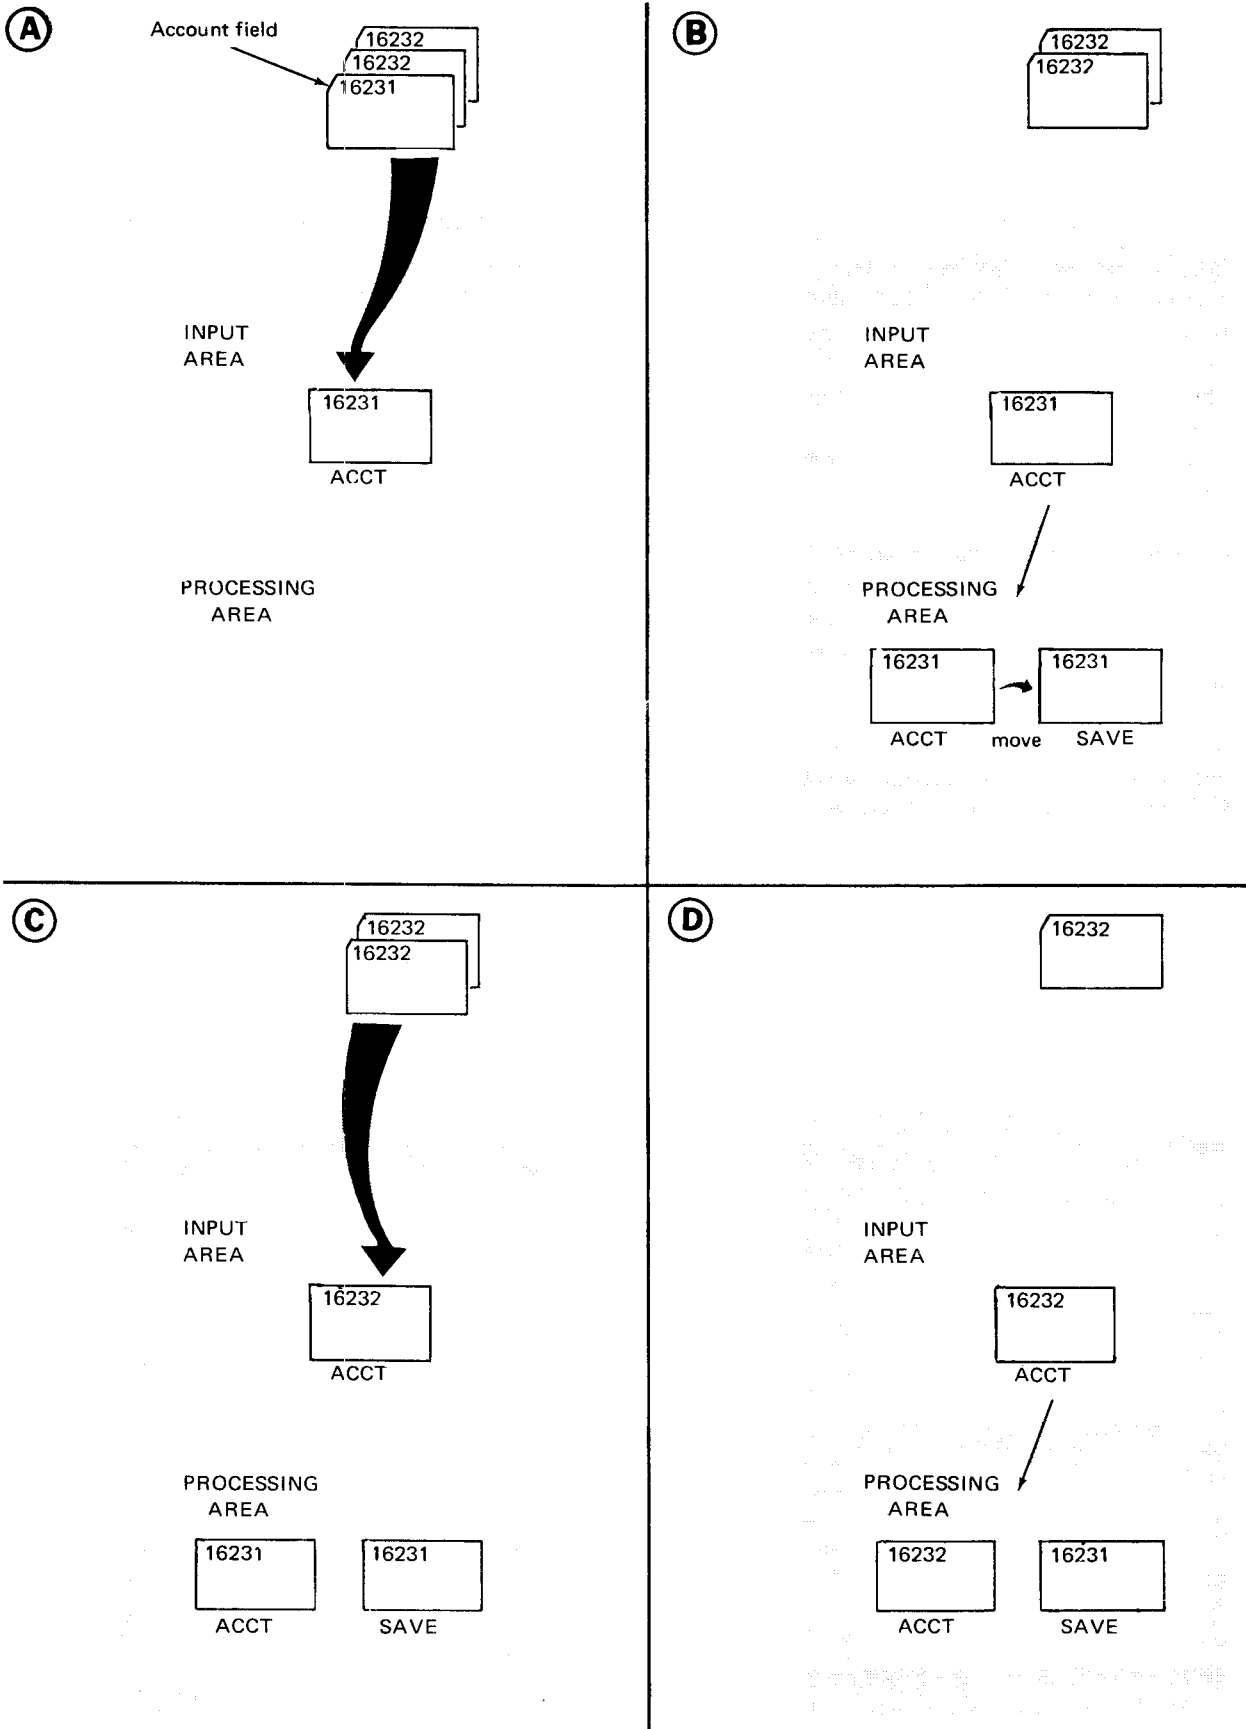 A
Account field
16232
16232
16231
INPUT
AREA
16231
ACCT
PROCESSING
AREA
B
16232
16232
INPUT
AREA
16231
ACCT
PROCESSING
AREA
16231
16231
ACCT
move
SAVE
C
16232
16232
INPUT
AREA
16232
ACCT
PROCESSING
AREA
16231
16231
ACCT
SAVE
D
16232
INPUT
AREA
16232
ACCT
PROCESSING
AREA
16232
16231
ACCT
SAVE